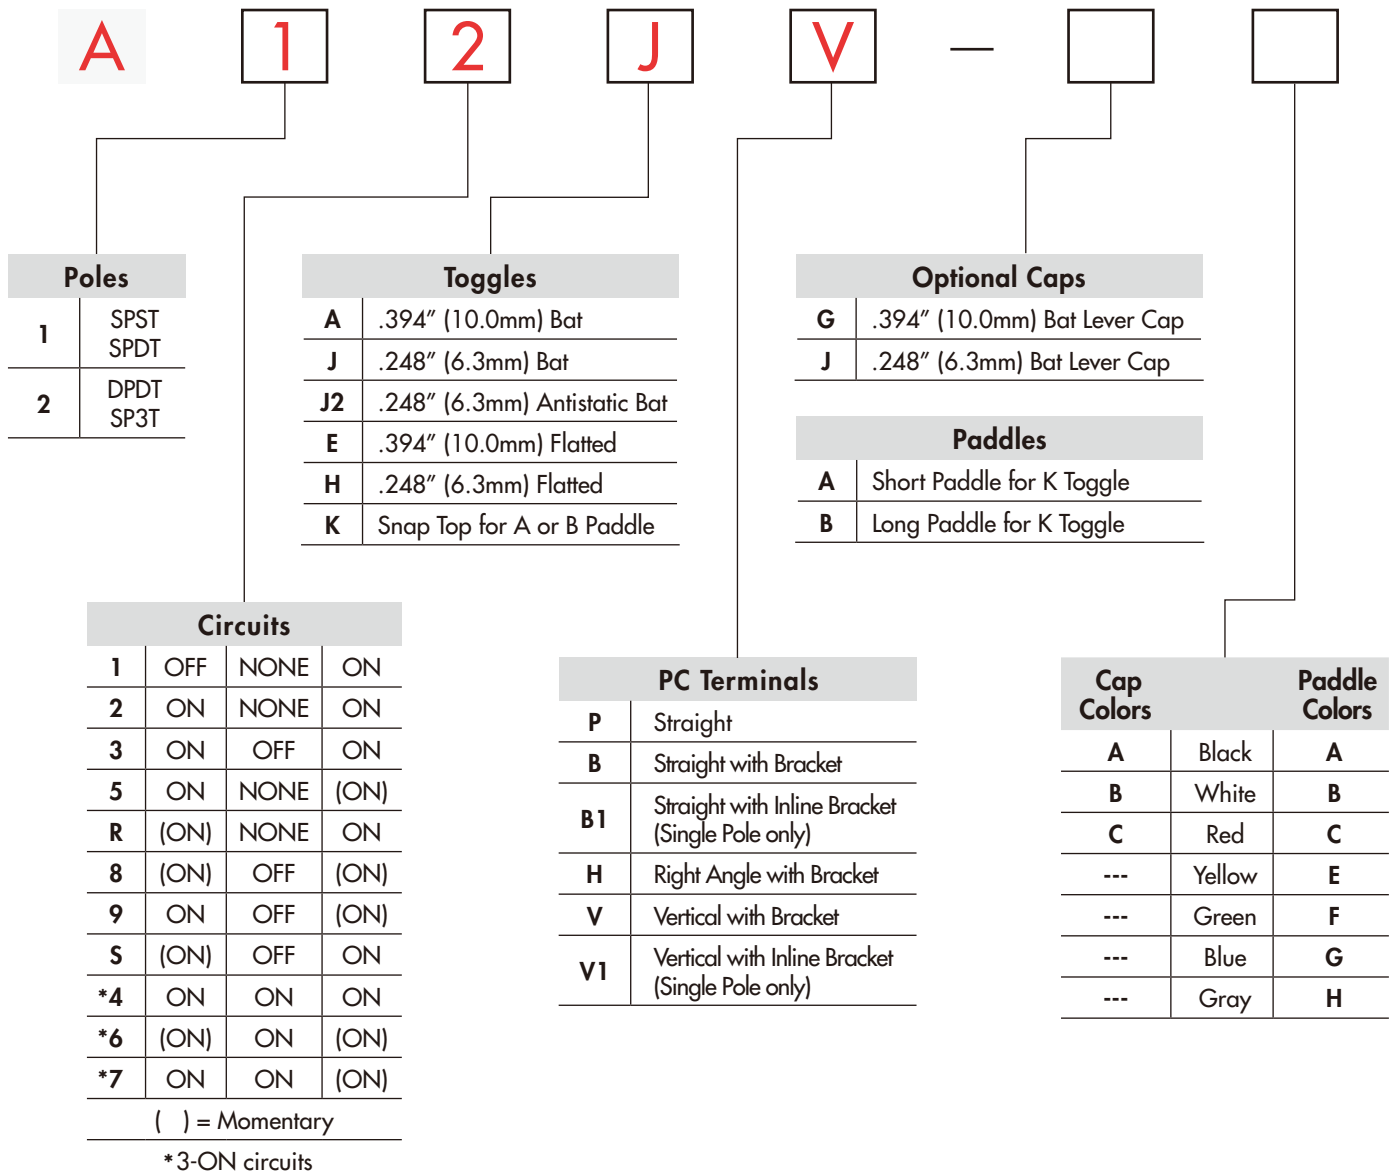 A 1 2 J V —
Poles
1 SPST SPDT
2 DPDT SP3T
Toggles
A .394" (10.0mm) Bat
J .248" (6.3mm) Bat
J2 .248" (6.3mm) Antistatic Bat
E .394" (10.0mm) Flatted
H .248" (6.3mm) Flatted
K Snap Top for A or B Paddle
Optional Caps
G .394" (10.0mm) Bat Lever Cap
J .248" (6.3mm) Bat Lever Cap
Paddles
A Short Paddle for K Toggle
B Long Paddle for K Toggle
Circuits
1 OFF NONE ON
2 ON NONE ON
3 ON OFF ON
5 ON NONE (ON)
R (ON) NONE ON
8 (ON) OFF (ON)
9 ON OFF (ON)
S (ON) OFF ON
*4 ON ON ON
*6 (ON) ON (ON)
*7 ON ON (ON)
( ) = Momentary
*3-ON circuits
PC Terminals
P Straight
B Straight with Bracket
B1 Straight with Inline Bracket
(Single Pole only)
H Right Angle with Bracket
V Vertical with Bracket
V1 Vertical with Inline Bracket
(Single Pole only)
Cap Colors Paddle Colors
A Black A
B White B
C Red C
--- Yellow E
--- Green F
--- Blue G
--- Gray H